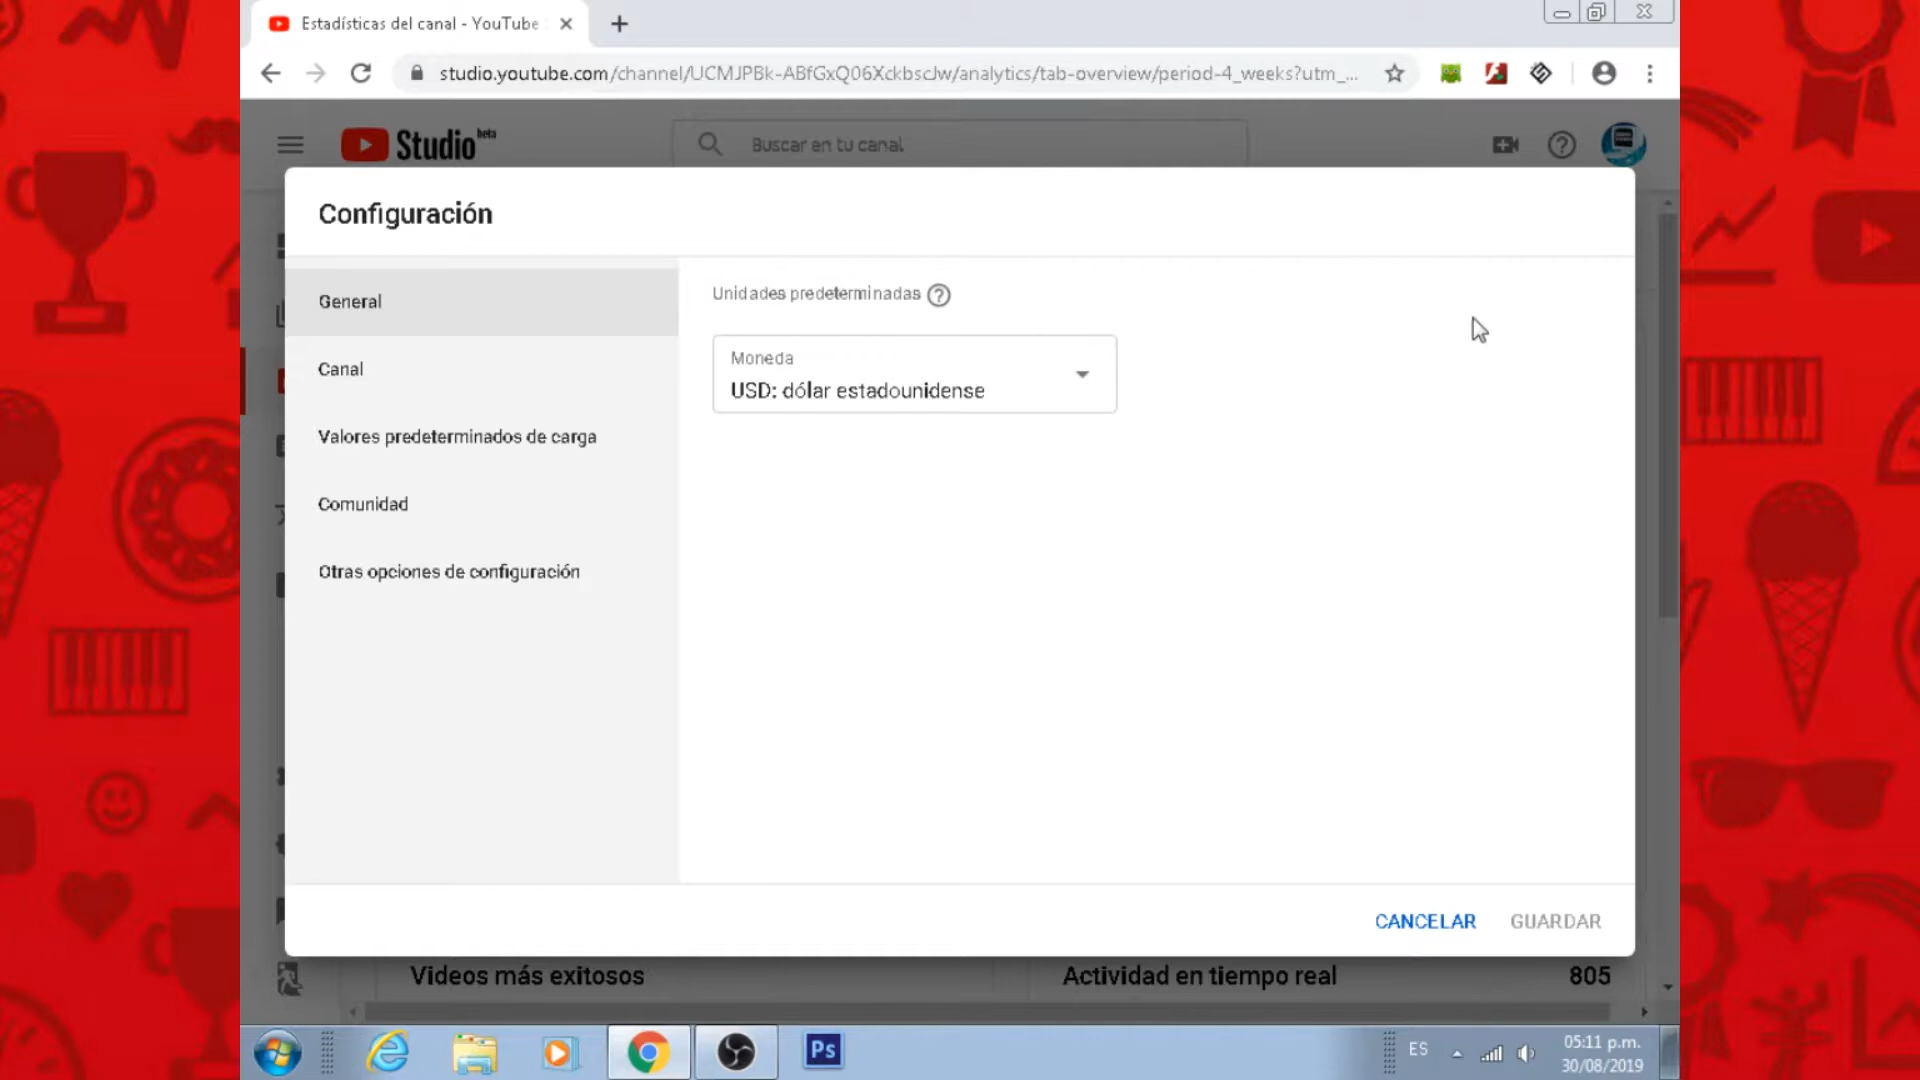 Estadísticas del canal - YouTube
studio.youtube.com/channel/UCMJPBk-ABfGxQ06XckbscJw/analytics/tab-overview/period-4_weeks?utm_...
Studio beta
Buscar en tu canal
Configuración
General
Canal
Valores predeterminados de carga
Comunidad
Otras opciones de configuración
Unidades predeterminadas
Moneda
USD: dólar estadounidense
CANCELAR
GUARDAR
Videos más exitosos
Actividad en tiempo real
805
Ps
ES
05:11 p.m.
30/08/2019